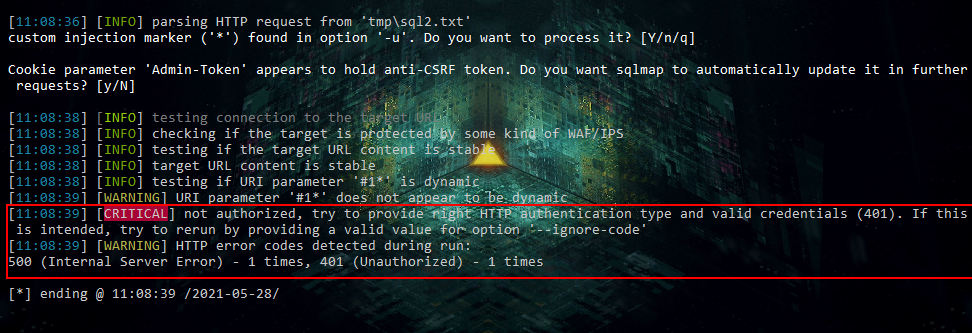 [11:08:36] [INFO] parsing HTTP request from 'tmp\sql2.txt'
custom injection marker ('*') found in option '-u'. Do you want to process it? [Y/n/q]
Cookie parameter 'Admin-Token' appears to hold anti-CSRF token. Do you want sqlmap to automatically update it in further
requests? [y/N]
[11:08:38] [INFO] testing connection to the target URL
[11:08:38] [INFO] checking if the target is protected by some kind of WAF/IPS
[11:08:38] [INFO] testing if the target URL content is stable
[11:08:38] [INFO] target URL content is stable
[11:08:38] [INFO] testing if URI parameter '#1*' is dynamic
[11:08:39] [WARNING] URI parameter '#1*' does not appear to be dynamic
[11:08:39] [CRITICAL] not authorized, try to provide right HTTP authentication type and valid credentials (401). If this
is intended, try to rerun by providing a valid value for option '--ignore-code'
[11:08:39] [WARNING] HTTP error codes detected during run:
500 (Internal Server Error) - 1 times, 401 (Unauthorized) - 1 times
[*] ending @ 11:08:39 /2021-05-28/